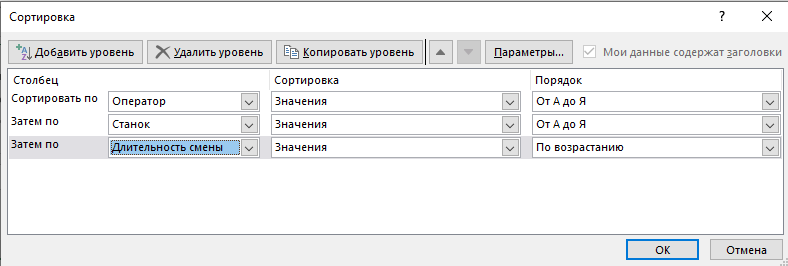 Сортировка ? ×
Добавить уровень Удалить уровень Копировать уровень Параметры... Мои данные содержат заголовки
Столбец Сортировка Порядок
Сортировать по Оператор Значения От А до Я
Затем по Станок Значения От А до Я
Затем по Длительность смены Значения По возрастанию
ОК Отмена